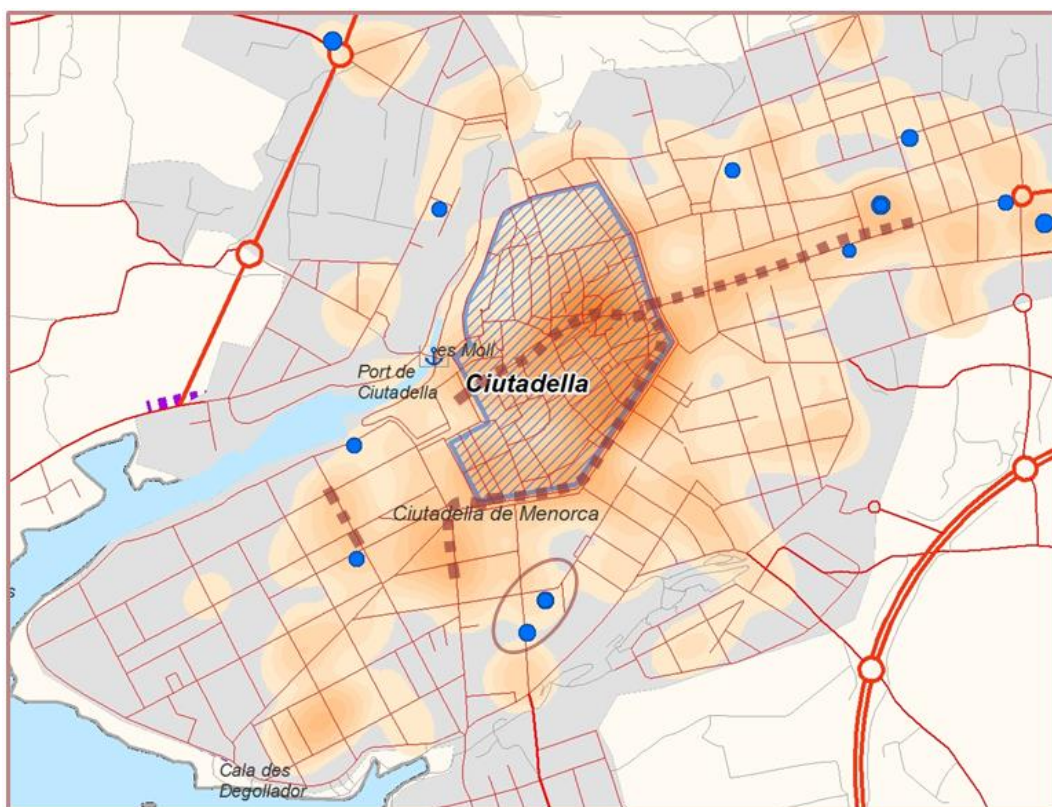 es Moll
Port de
Ciutadella
Ciutadella
Ciutadella de Menorca
s
Cala des
Degollador